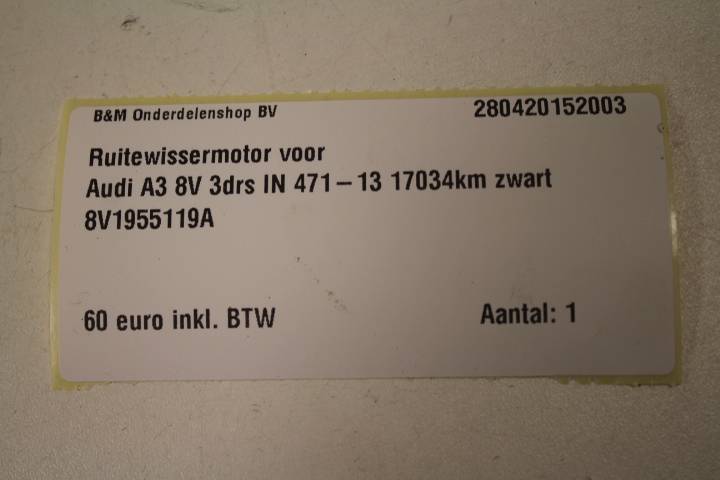 B&M Onderdelenshop BV 280420152003
Ruitewissermotor voor
Audi A3 8V 3drs IN 471-13 17034km zwart
8V1955119A
60 euro inkl. BTW Aantal: 1